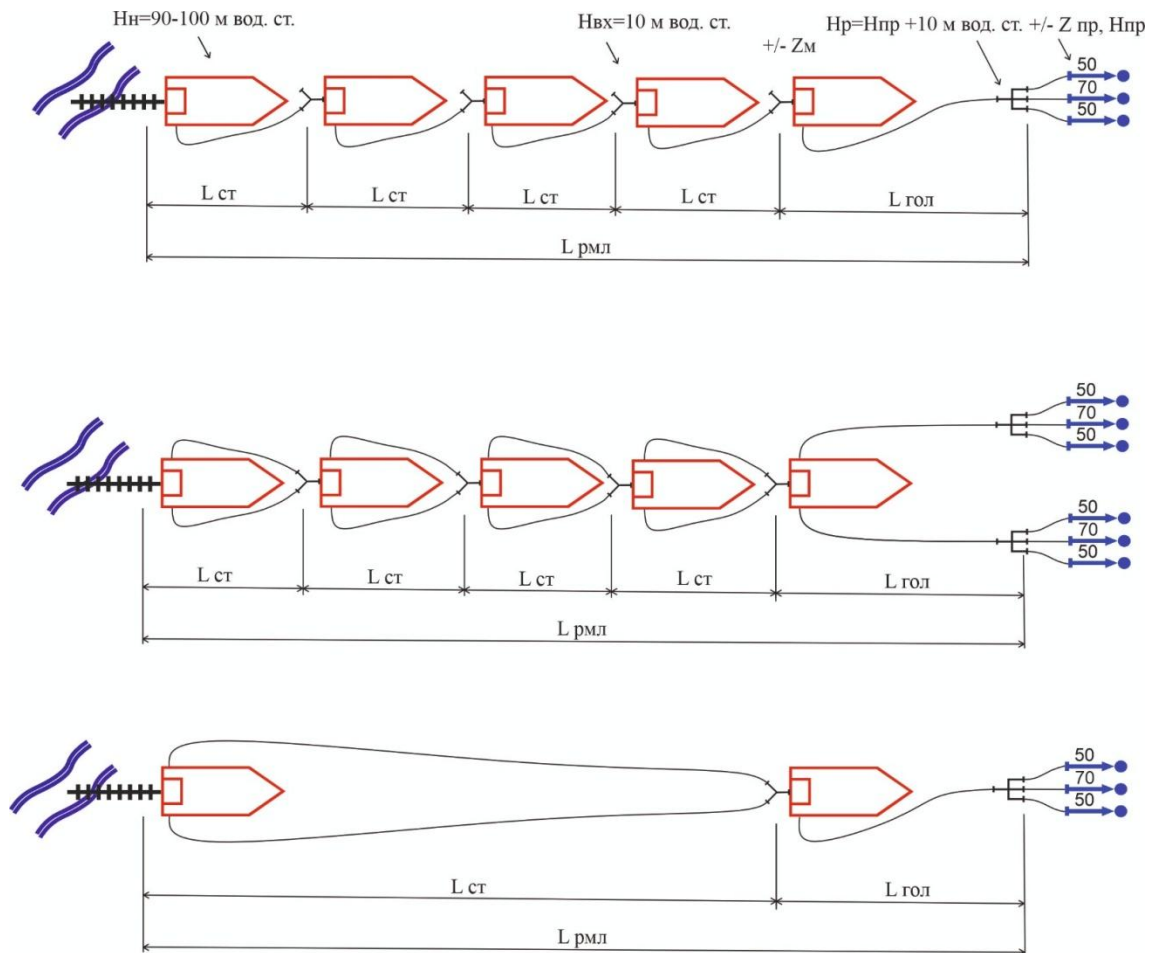 Нн=90-100 м вод. ст.
Нвх=10 м вод. ст.
+/- Zм
Нр=Нпр +10 м вод. ст. +/- Z пр, Нпр
50
70
50
L ст
L ст
L ст
L ст
L гол
L рмл
50
70
50
50
70
50
L ст
L ст
L ст
L ст
L гол
L рмл
50
70
50
L ст
L гол
L рмл